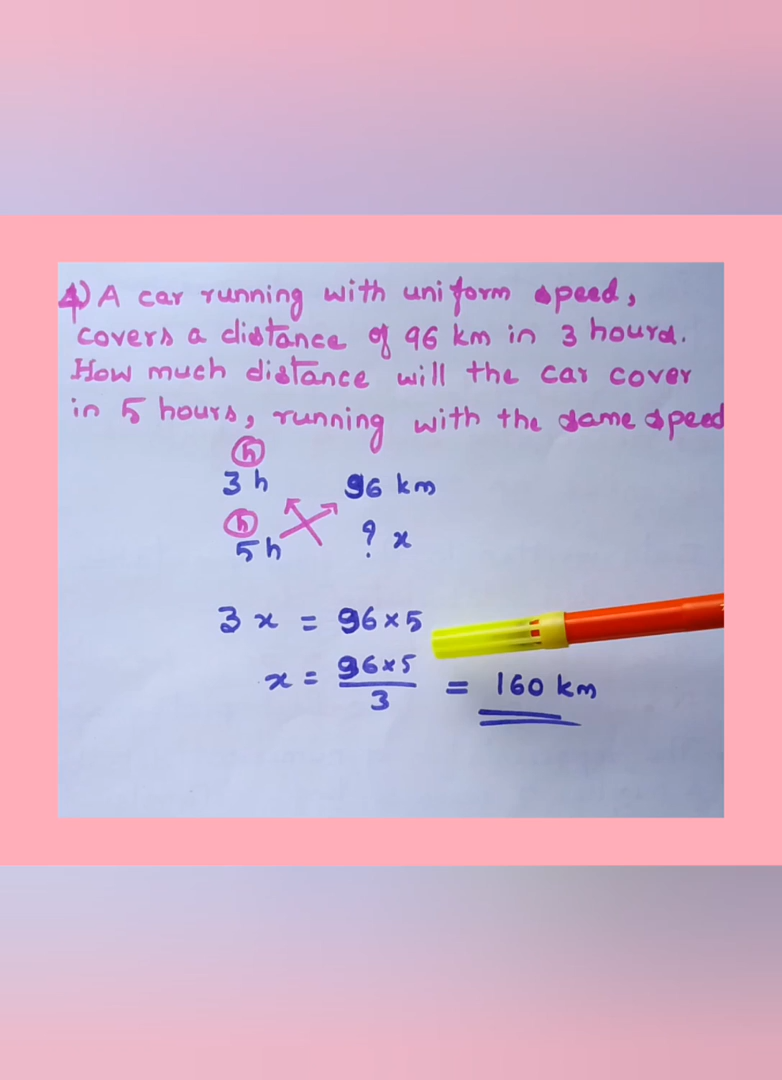 4) A car running with uniform speed,
covers a distance of 96 km in 3 hours.
How much distance will the car cover
in 5 hours, running with the same speed
h
3 h 96 km
h
5 h ? x
3 x = 96 × 5
x = 96 × 5 / 3 = 160 km